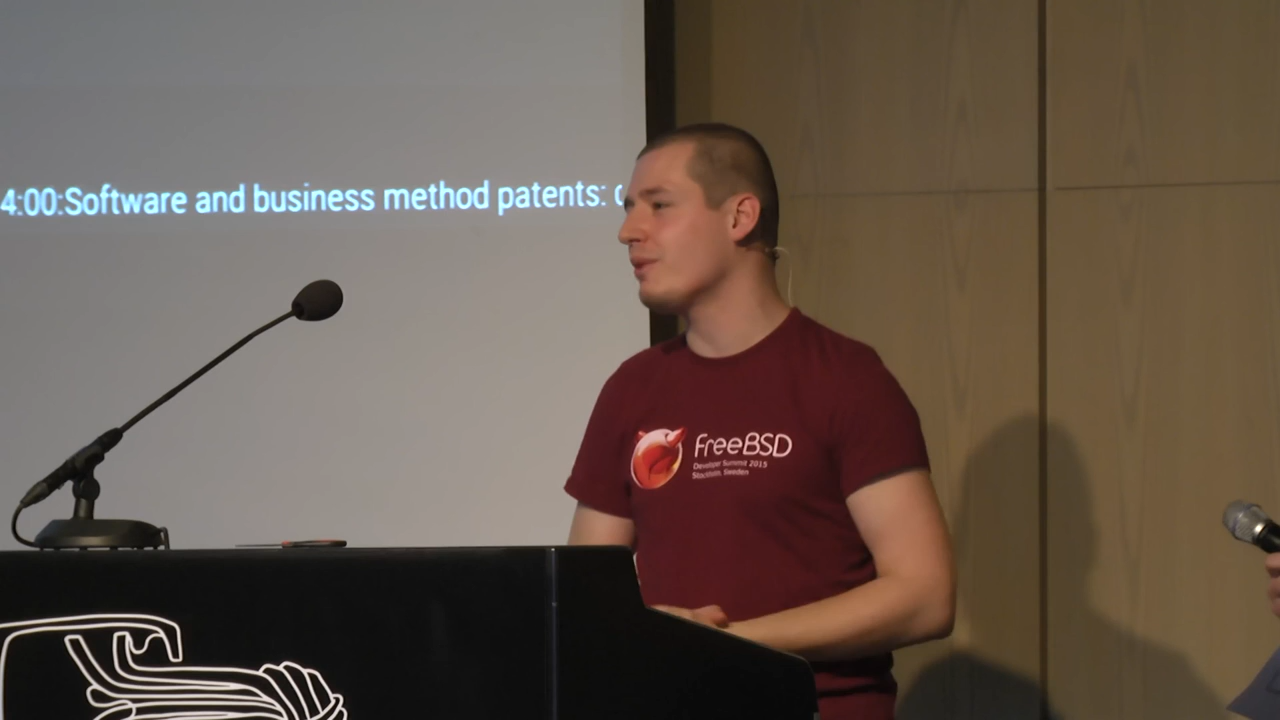 4:00:Software and business method patents:
FreeBSD
Developer Summit 2015
Stockholm, Sweden